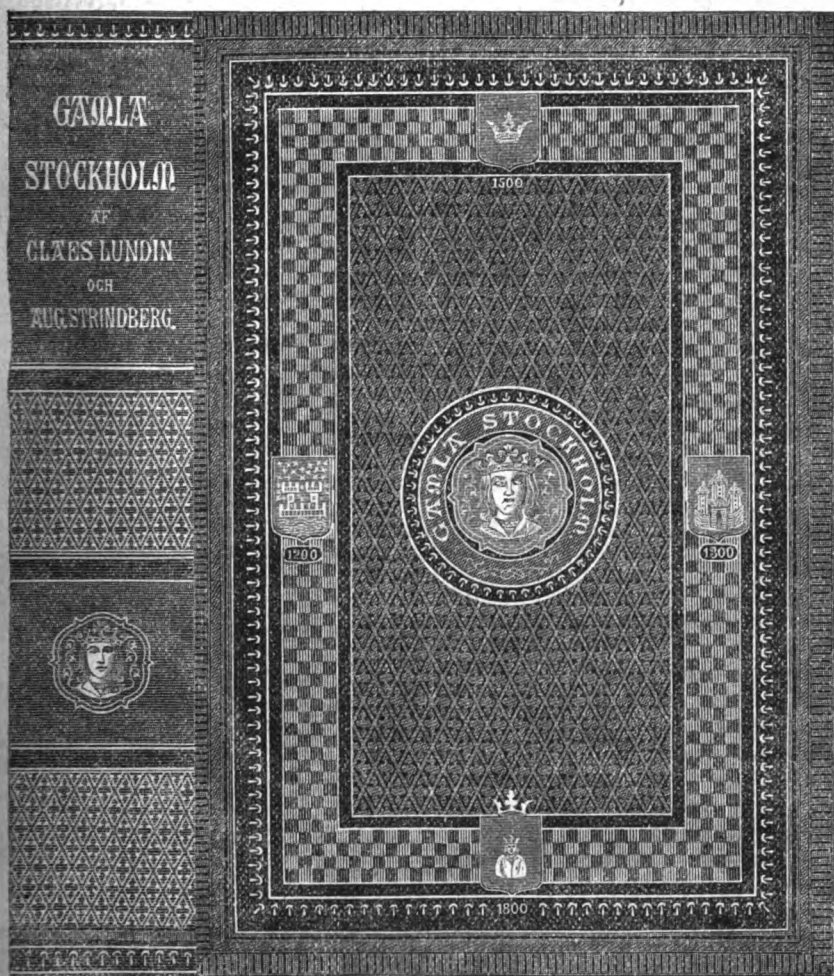 GAMLA
STOCKHOLM
AF
CLAES LUNDIN
OCH
AUG. STRINDBERG.
1500
GAMLA STOCKHOLM
1200
1300
1800